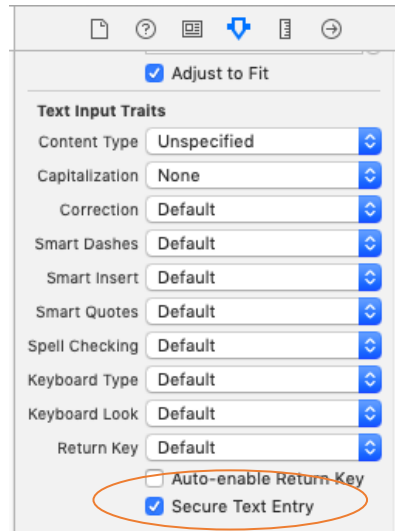 Adjust to Fit
Text Input Traits
Content Type Unspecified
Capitalization None
Correction Default
Smart Dashes Default
Smart Insert Default
Smart Quotes Default
Spell Checking Default
Keyboard Type Default
Keyboard Look Default
Return Key Default
Auto-enable Return Key
Secure Text Entry